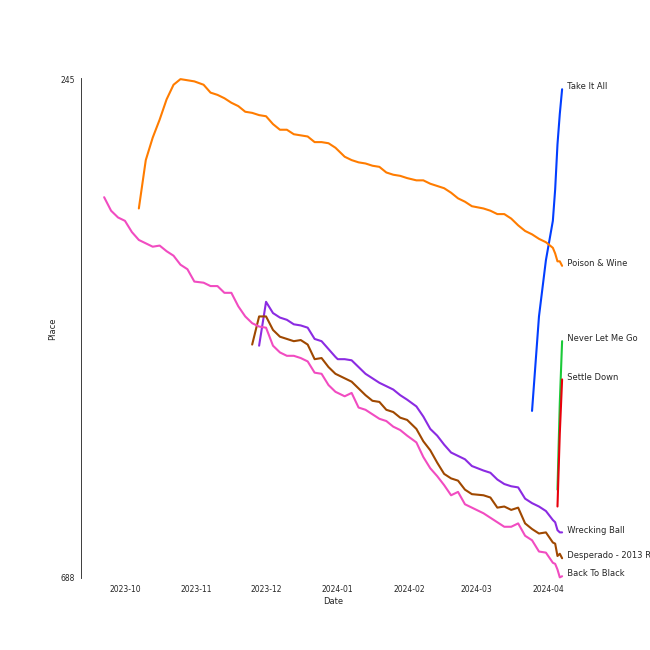 245
Take It All
Poison & Wine
Never Let Me Go
Place
Settle Down
Wrecking Ball
Desperado - 2013 R
Back To Black
688
2023-10
2023-11
2023-12
2024-01
2024-02
2024-03
2024-04
Date